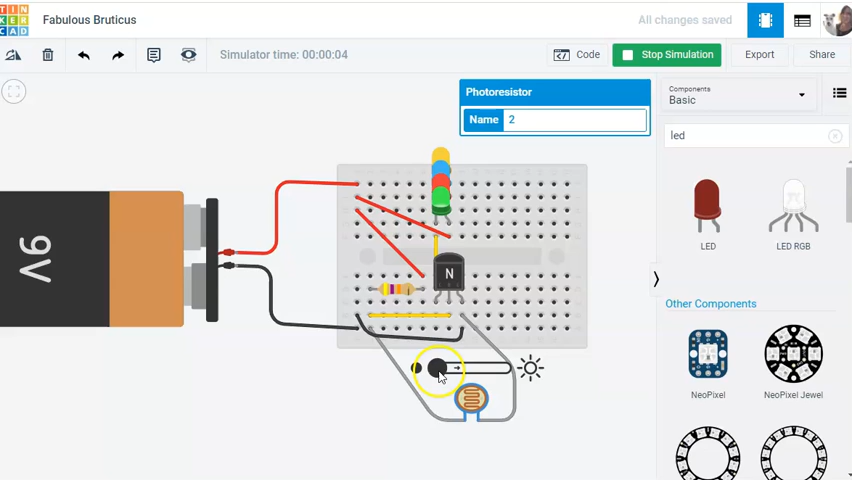 TIN
KER
CAD
Fabulous Bruticus
All changes saved
Simulator time: 00:00:04
Code
Stop Simulation
Export
Share
Photoresistor
Name
2
Components
Basic
led
LED
LED RGB
Other Components
NeoPixel
NeoPixel Jewel
9V
N